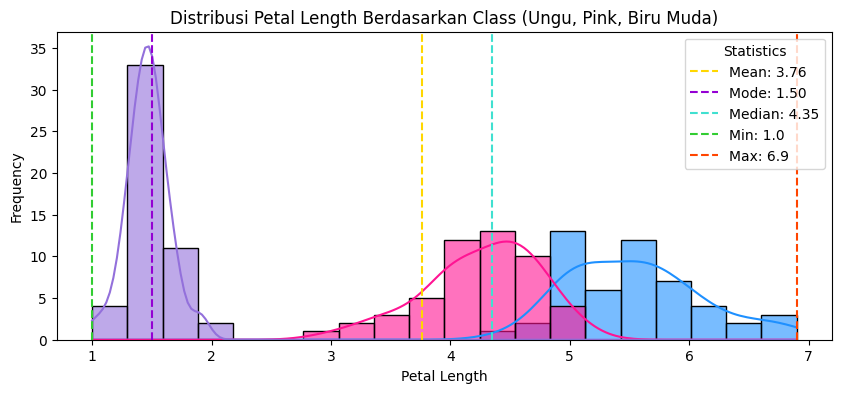 Distribusi Petal Length Berdasarkan Class (Ungu, Pink, Biru Muda)
Statistics
Mean: 3.76
Mode: 1.50
Median: 4.35
Min: 1.0
Max: 6.9
Frequency
35
30
25
20
15
10
5
0
1
2
3
4
5
6
7
Petal Length